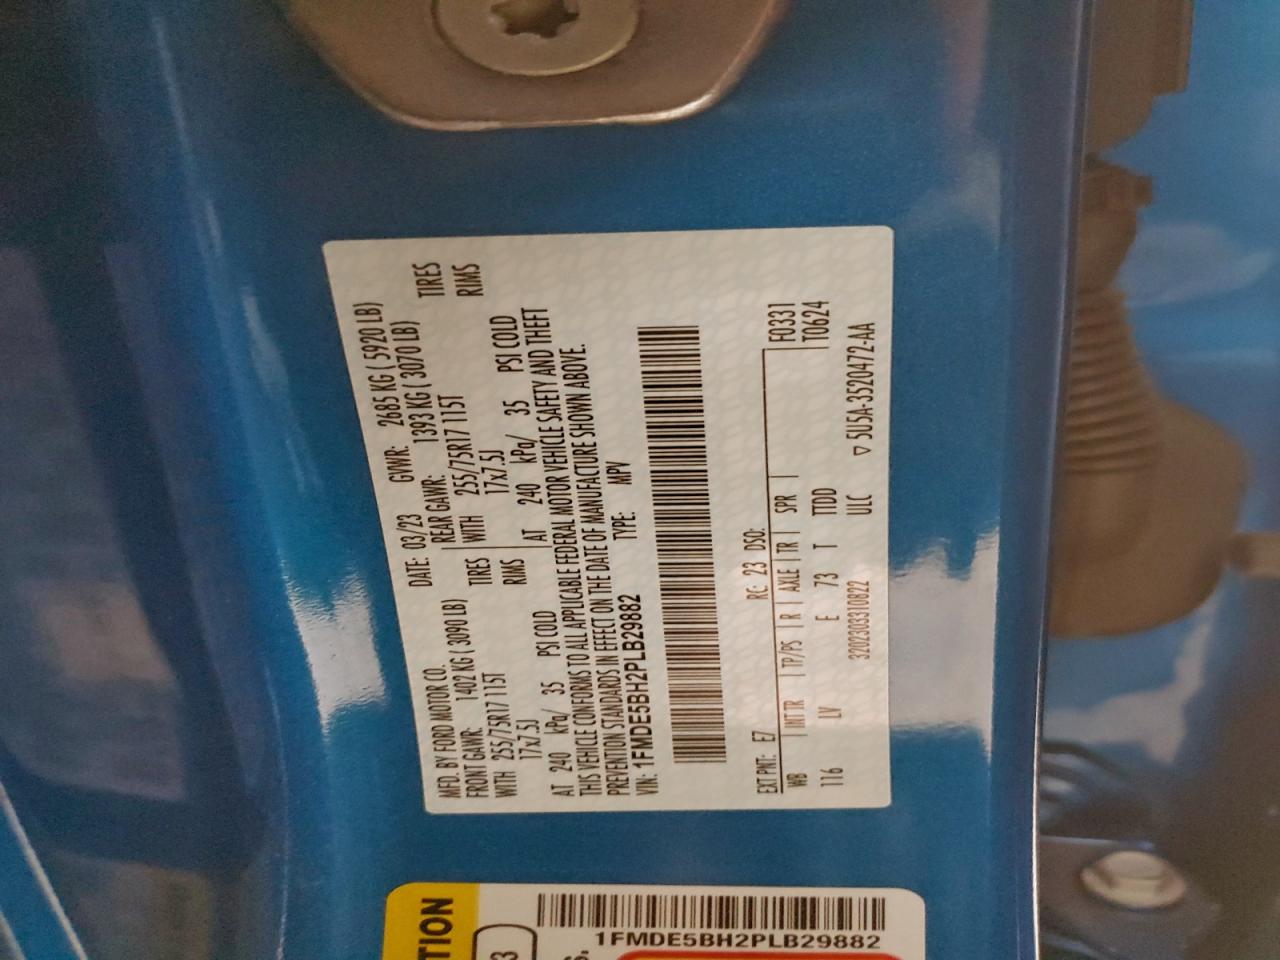 MFD. BY FORD MOTOR CO.
DATE: 03/23 GVWR: 2685 KG ( 5920 LB)
FRONT GAWR: 1402 KG ( 3090 LB) REAR GAWR: 1393 KG ( 3070 LB)
WITH 255/75R17 115T TIRES WITH 255/75R17 115T TIRES
17x7.5J RIMS 17x7.5J RIMS
AT 240 kPa/ 35 PSI COLD AT 240 kPa/ 35 PSI COLD
THIS VEHICLE CONFORMS TO ALL APPLICABLE FEDERAL MOTOR VEHICLE SAFETY AND THEFT
PREVENTION STANDARDS IN EFFECT ON THE DATE OF MANUFACTURE SHOWN ABOVE.
VIN: 1FMDE5BH2PLB29882 TYPE: MPV
EXT PNT: E7 RC: 23 DSO: F0331
WB INT TR TP/PS R AXLE TR SPR T0624
116 LV E 73 T TTDD
3202303310822 ULC ▽ 5U5A-3520472-AA
TION
3
S.
1FMDE5BH2PLB29882